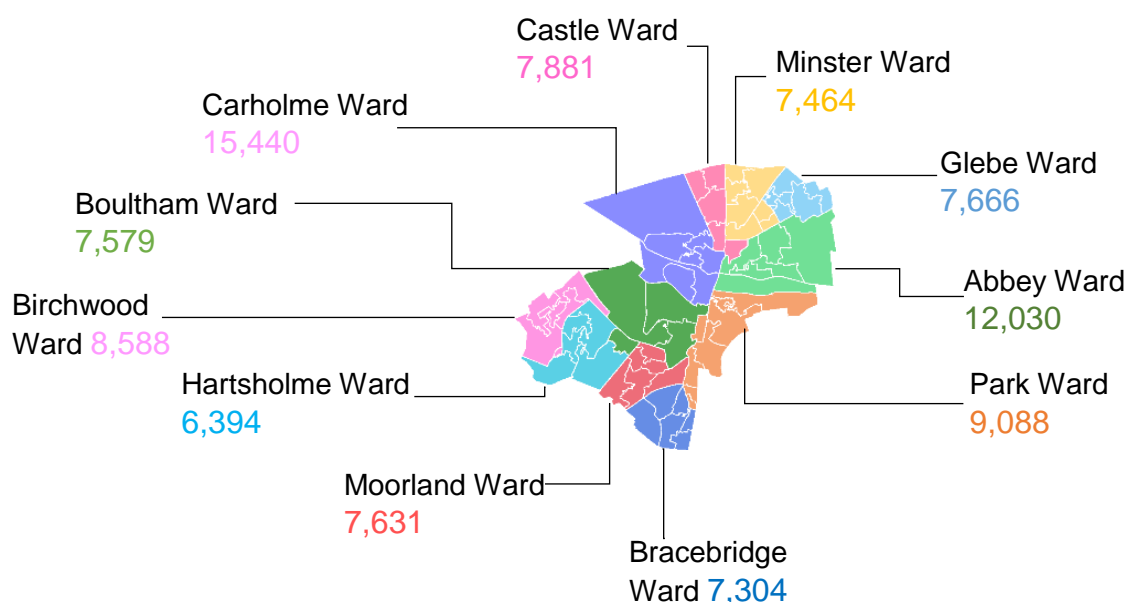 Castle Ward
7,881
Minster Ward
7,464
Carholme Ward
15,440
Glebe Ward
7,666
Boultham Ward
7,579
Abbey Ward
12,030
Birchwood
Ward 8,588
Hartsholme Ward
6,394
Park Ward
9,088
Moorland Ward
7,631
Bracebridge
Ward 7,304